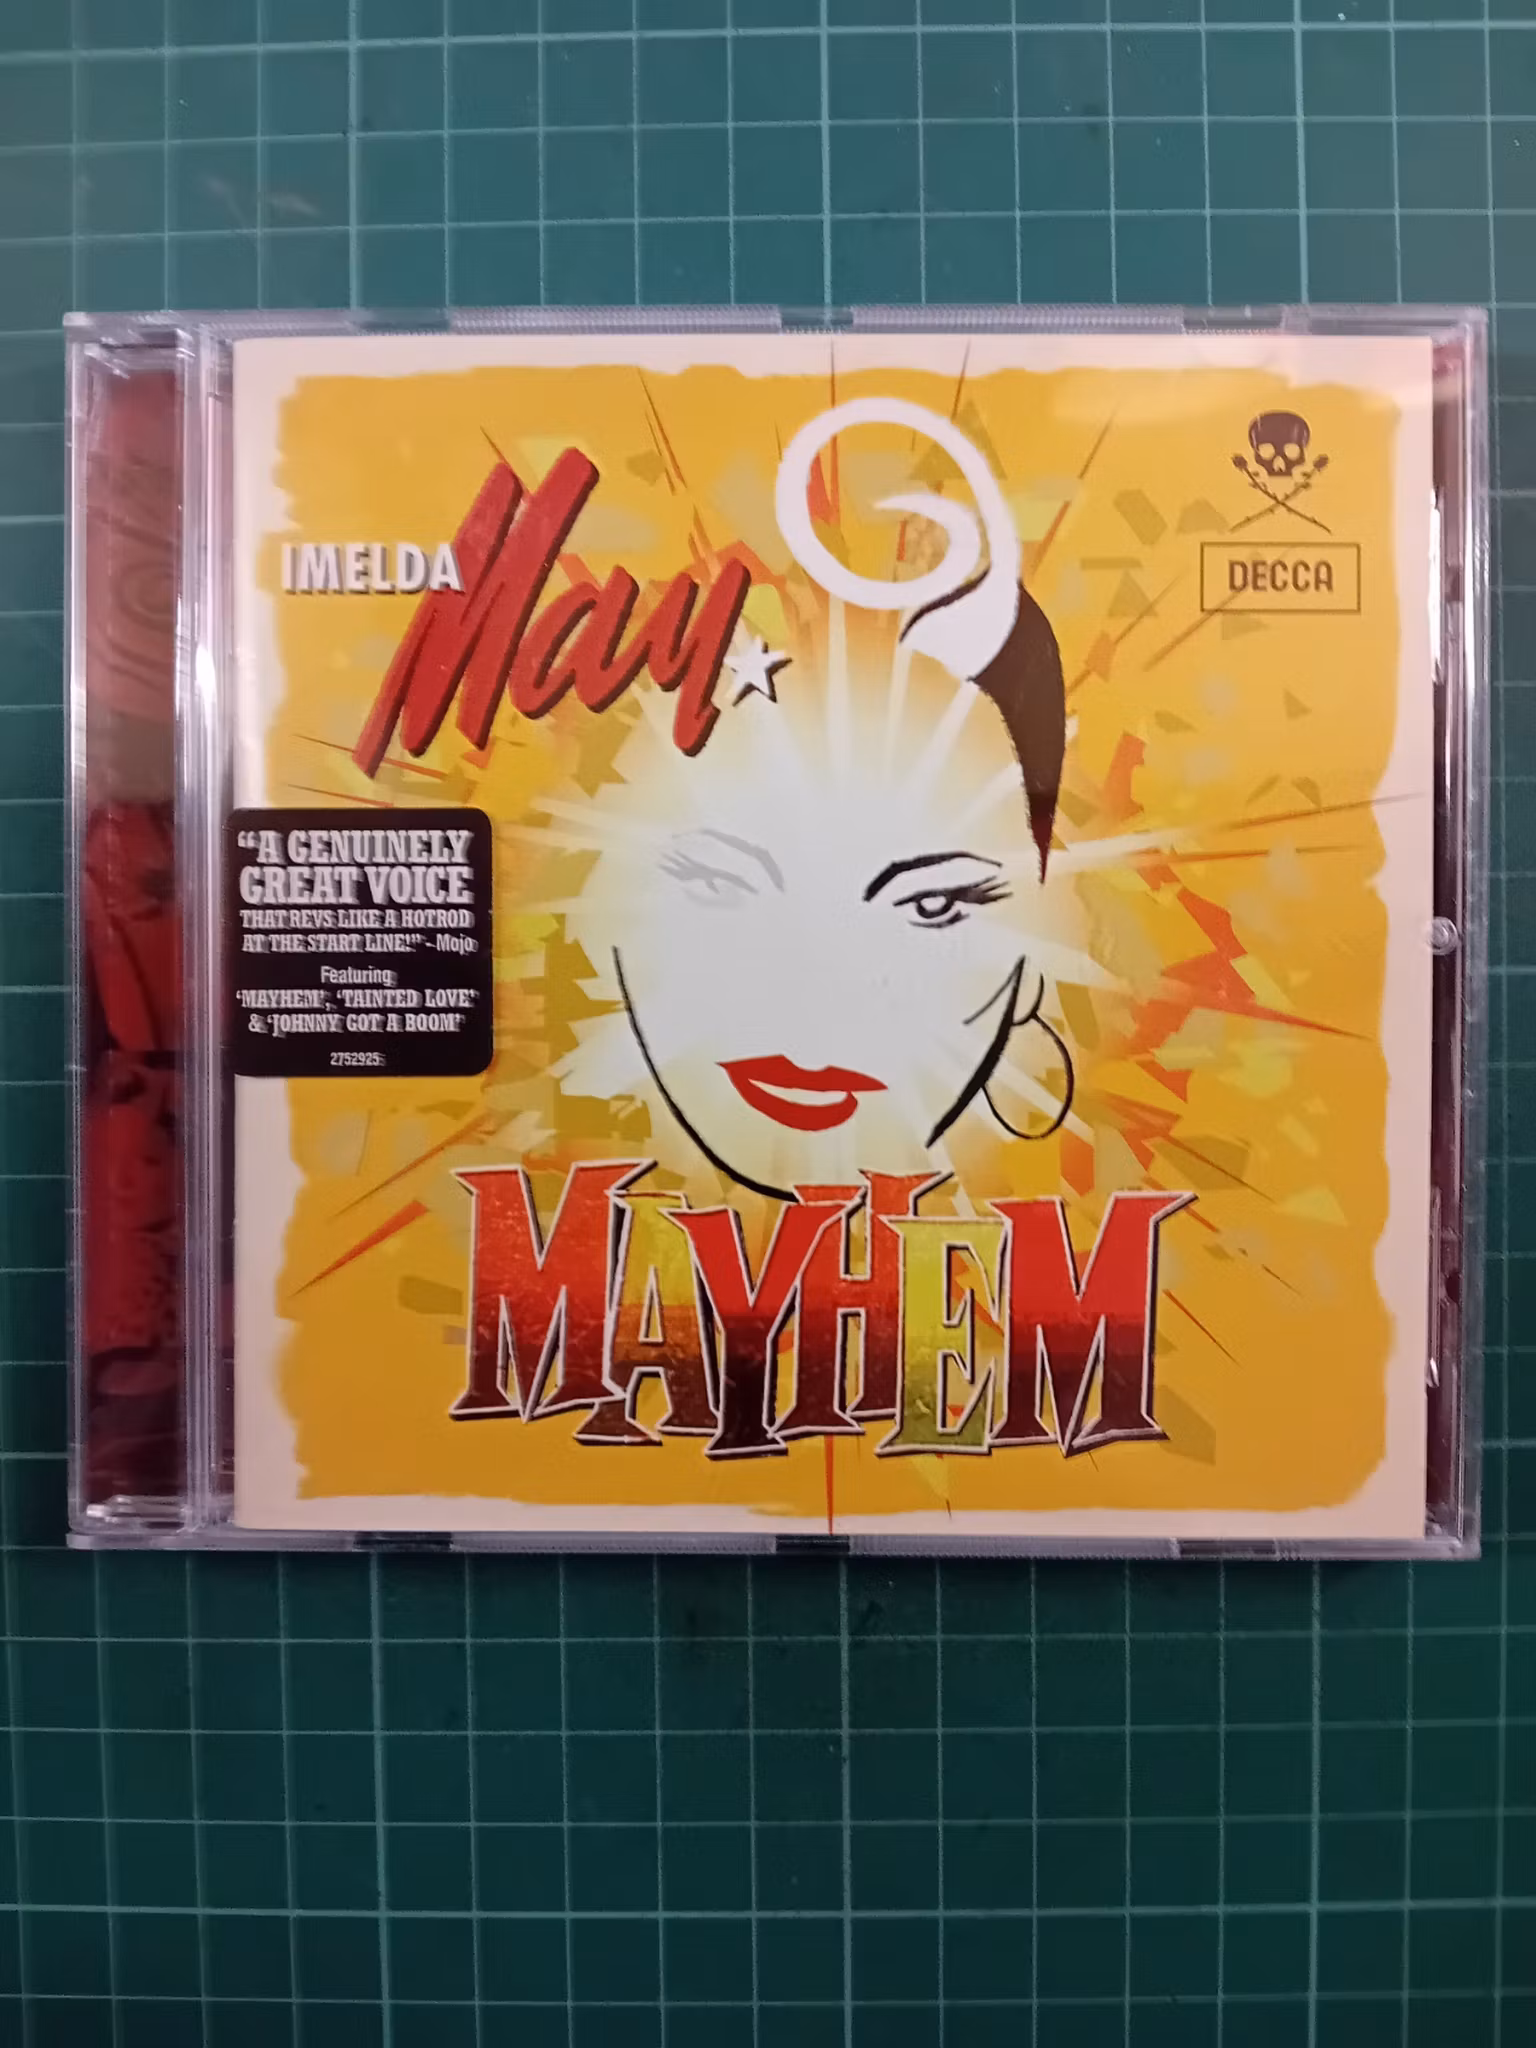 IMELDA
May
DECCA
“A GENUINELY
GREAT VOICE
THAT REVS LIKE A HOTROD
AT THE START LINE!” - Mojo
Featuring
‘MAYHEM’, ‘TAINTED LOVE’
& ‘JOHNNY GOT A BOOM’
2752925
MAYHEM